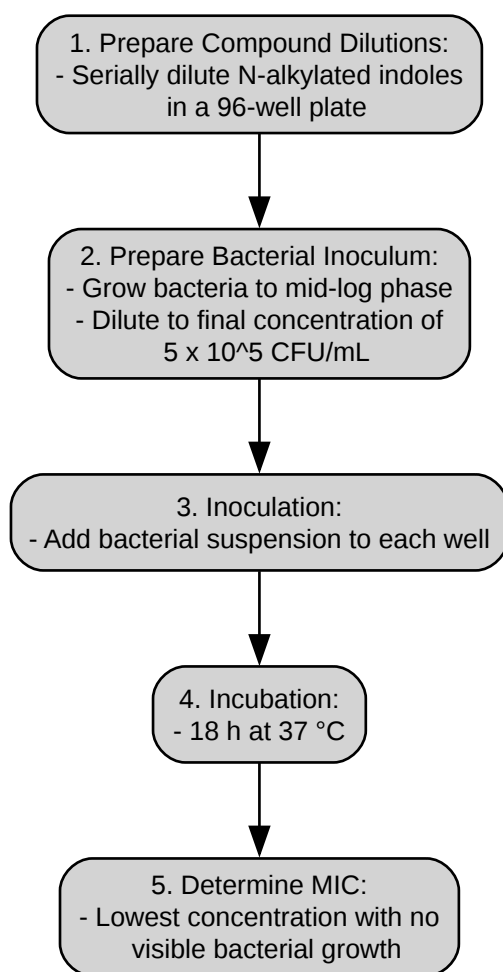 1. Prepare Compound Dilutions:
- Serially dilute N-alkylated indoles
in a 96-well plate
2. Prepare Bacterial Inoculum:
- Grow bacteria to mid-log phase
- Dilute to final concentration of
5 x 10^5 CFU/mL
3. Inoculation:
- Add bacterial suspension to each well
4. Incubation:
- 18 h at 37 °C
5. Determine MIC:
- Lowest concentration with no
visible bacterial growth